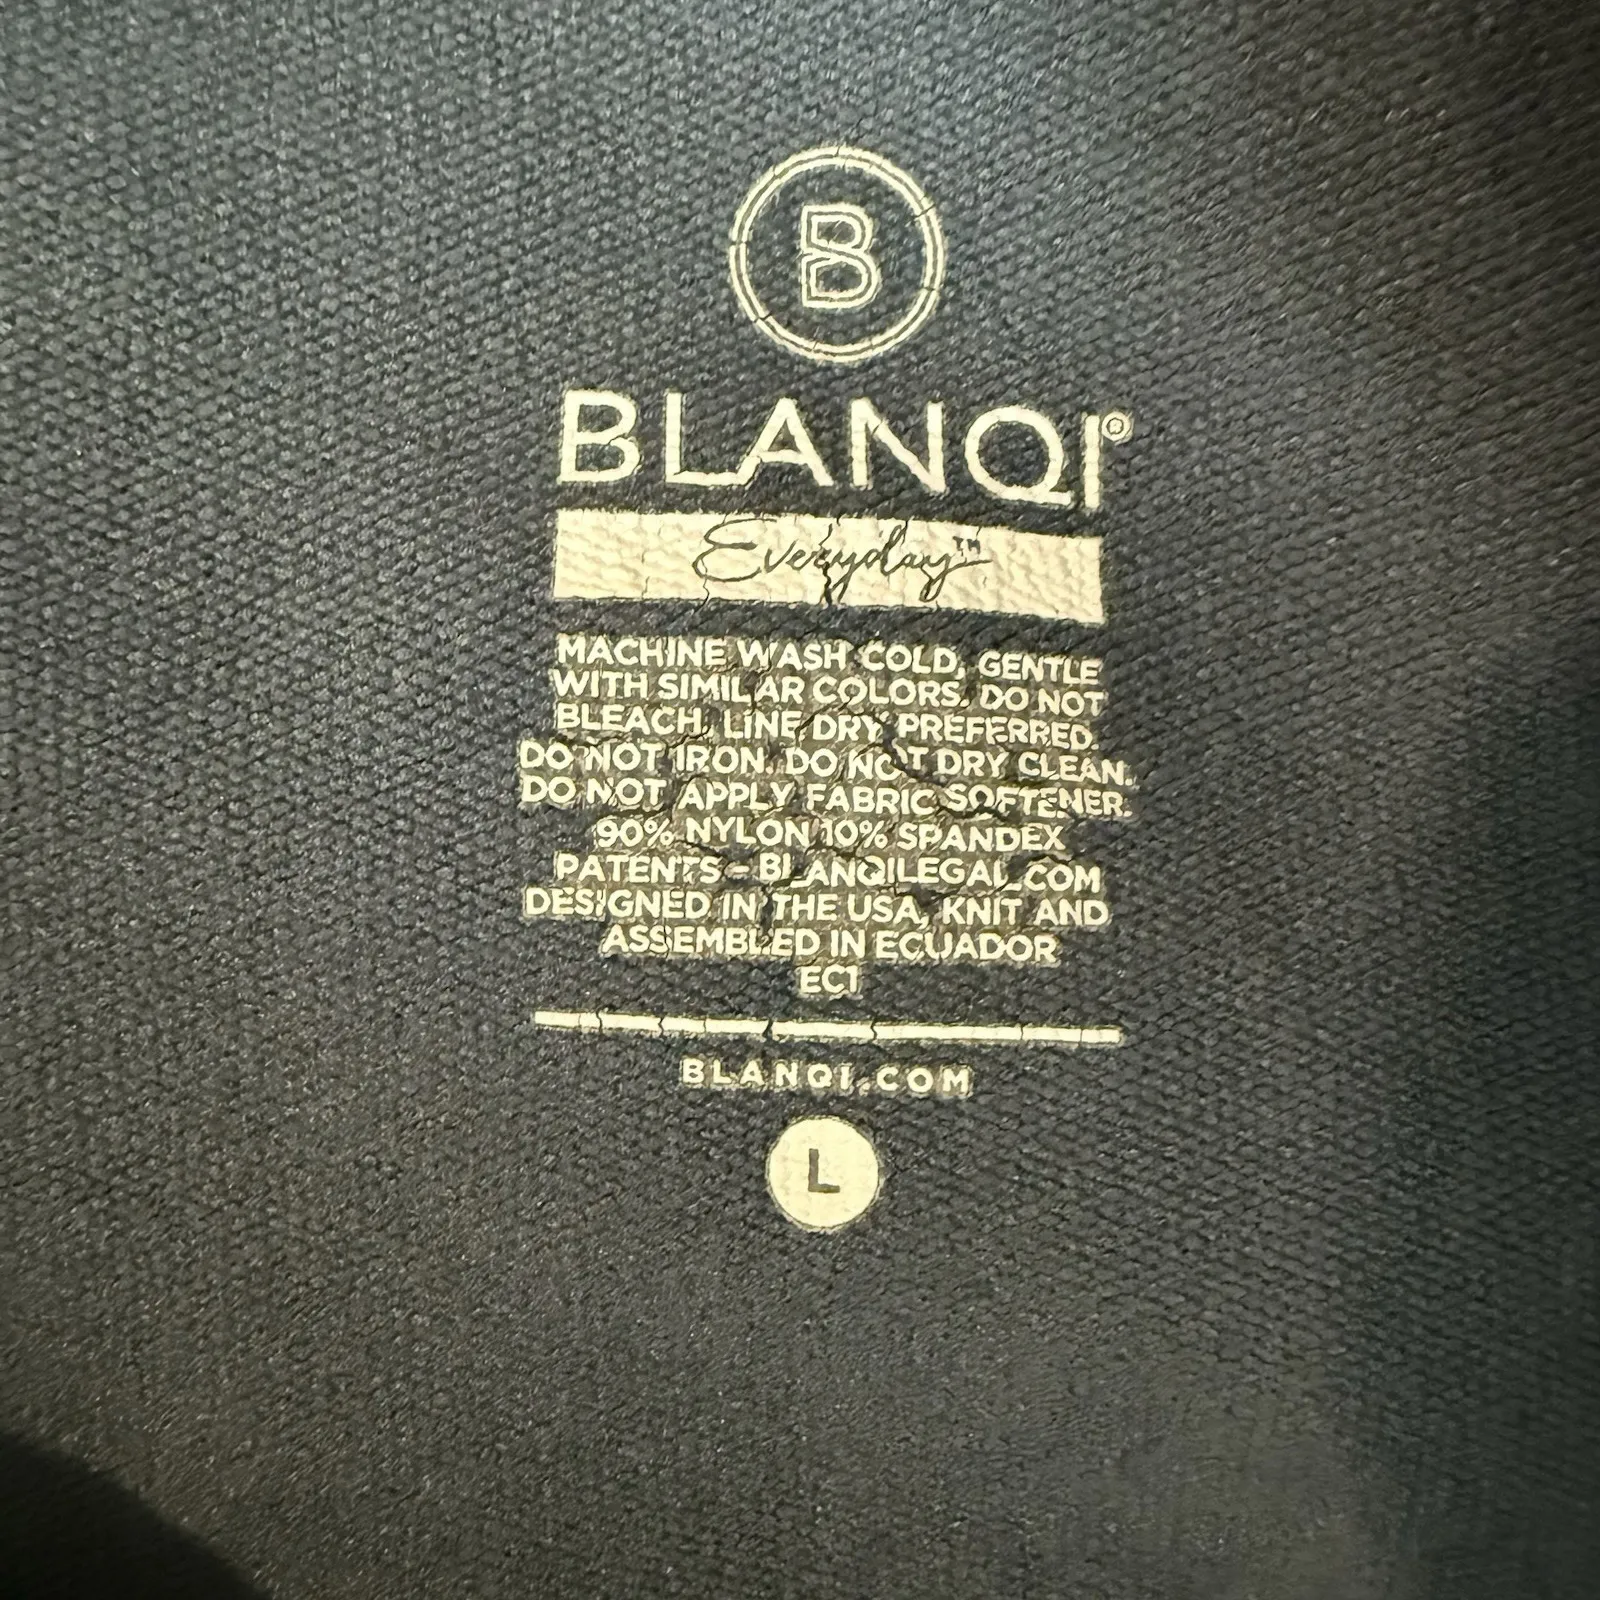 B
BLANQI®
Everyday™
MACHINE WASH COLD, GENTLE
WITH SIMILAR COLORS. DO NOT
BLEACH. LINE DRY PREFERRED.
DO NOT IRON. DO NOT DRY CLEAN.
DO NOT APPLY FABRIC SOFTENER.
90% NYLON 10% SPANDEX
PATENTS - BLANQILEGAL.COM
DESIGNED IN THE USA, KNIT AND
ASSEMBLED IN ECUADOR
EC1
BLANQI.COM
L